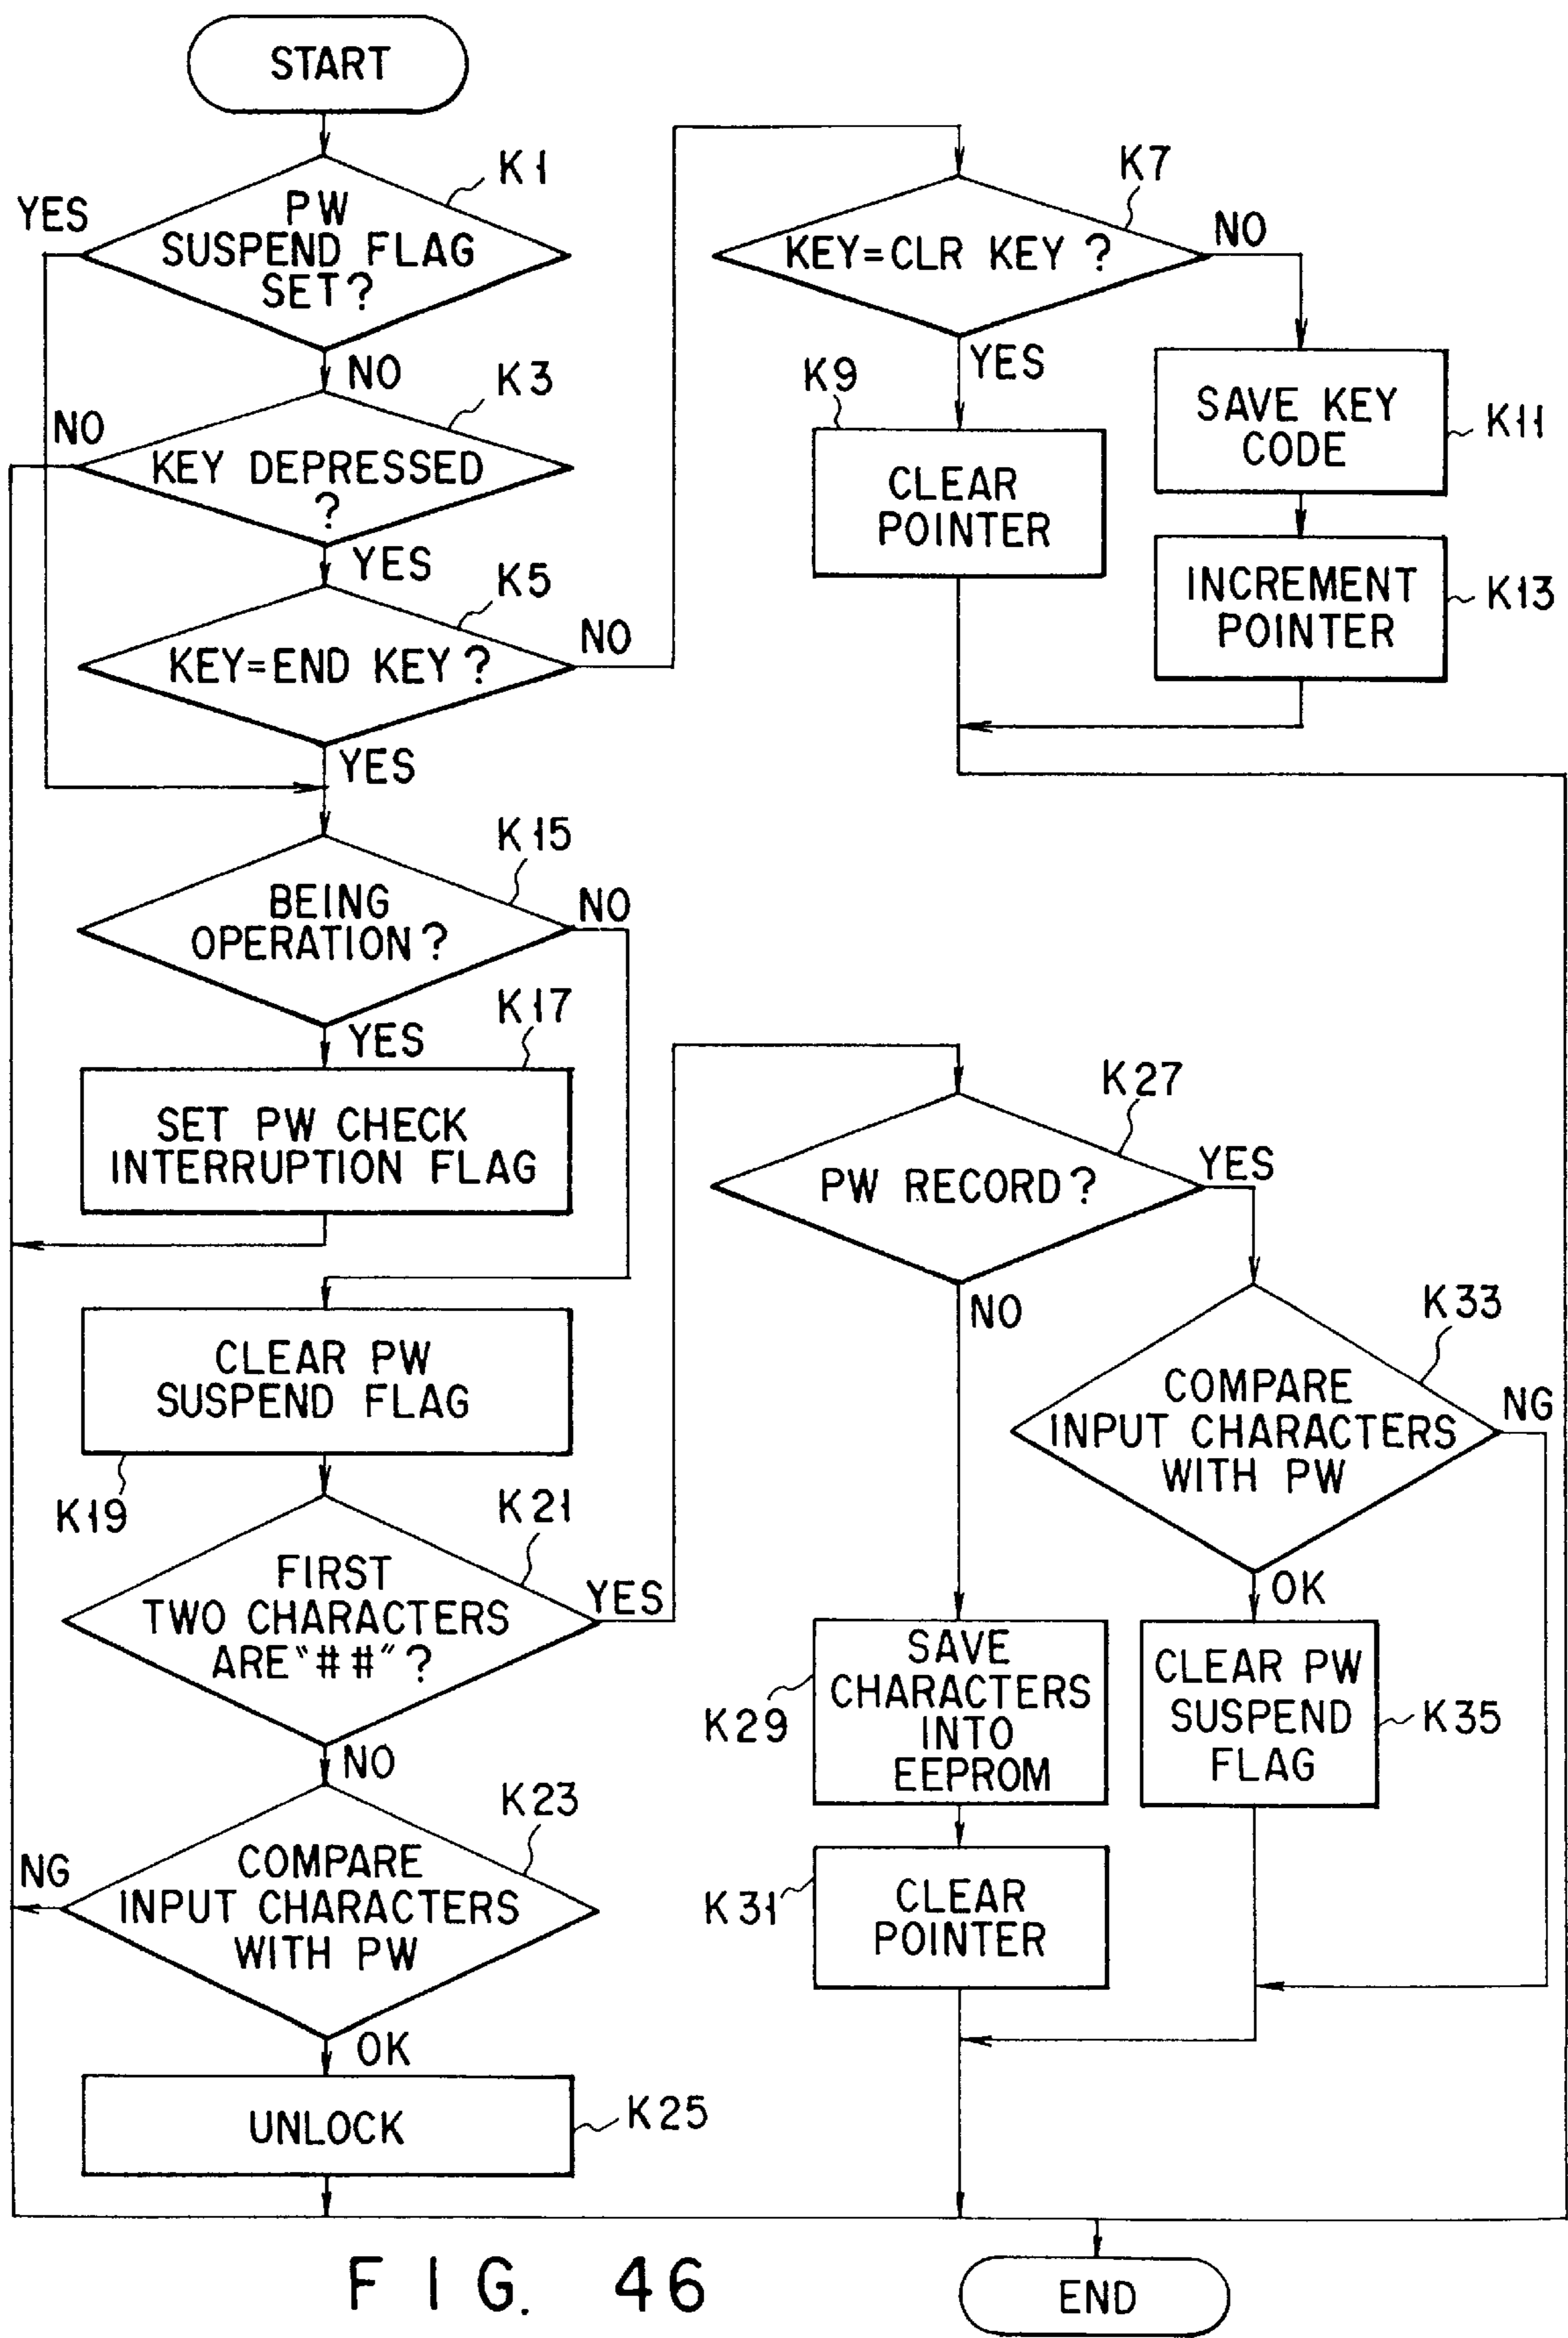 START
K1
YES
PW
SUSPEND FLAG
SET?
NO
K3
NO
KEY DEPRESSED
?
YES
K5
KEY=END KEY?
NO
YES
K7
KEY=CLR KEY ?
NO
YES
K9
CLEAR
POINTER
SAVE KEY
CODE
K11
INCREMENT
POINTER
K13
K15
BEING
OPERATION?
NO
YES
K17
SET PW CHECK
INTERRUPTION FLAG
CLEAR PW
SUSPEND FLAG
K19
K21
FIRST
TWO CHARACTERS
ARE "##"?
YES
NO
K23
NG
COMPARE
INPUT CHARACTERS
WITH PW
OK
UNLOCK
K25
K27
PW RECORD?
YES
NO
K33
COMPARE
INPUT CHARACTERS
WITH PW
NG
OK
SAVE
CHARACTERS
INTO
EEPROM
K29
CLEAR PW
SUSPEND
FLAG
K35
K31
CLEAR
POINTER
END
FIG. 46